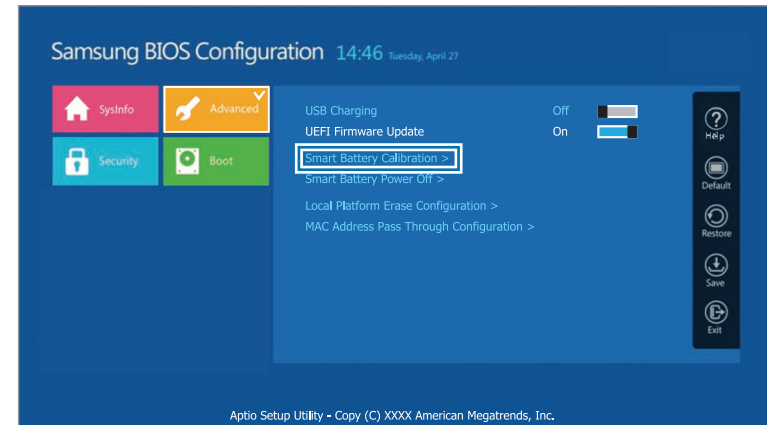 Samsung BIOS Configuration 14:46 Tuesday, April 27
SysInfo
Advanced
Security
Boot
USB Charging Off
UEFI Firmware Update On
Smart Battery Calibration >
Smart Battery Power Off >
Local Platform Erase Configuration >
MAC Address Pass Through Configuration >
Help
Default
Restore
Save
Exit
Aptio Setup Utility - Copy (C) XXXX American Megatrends, Inc.